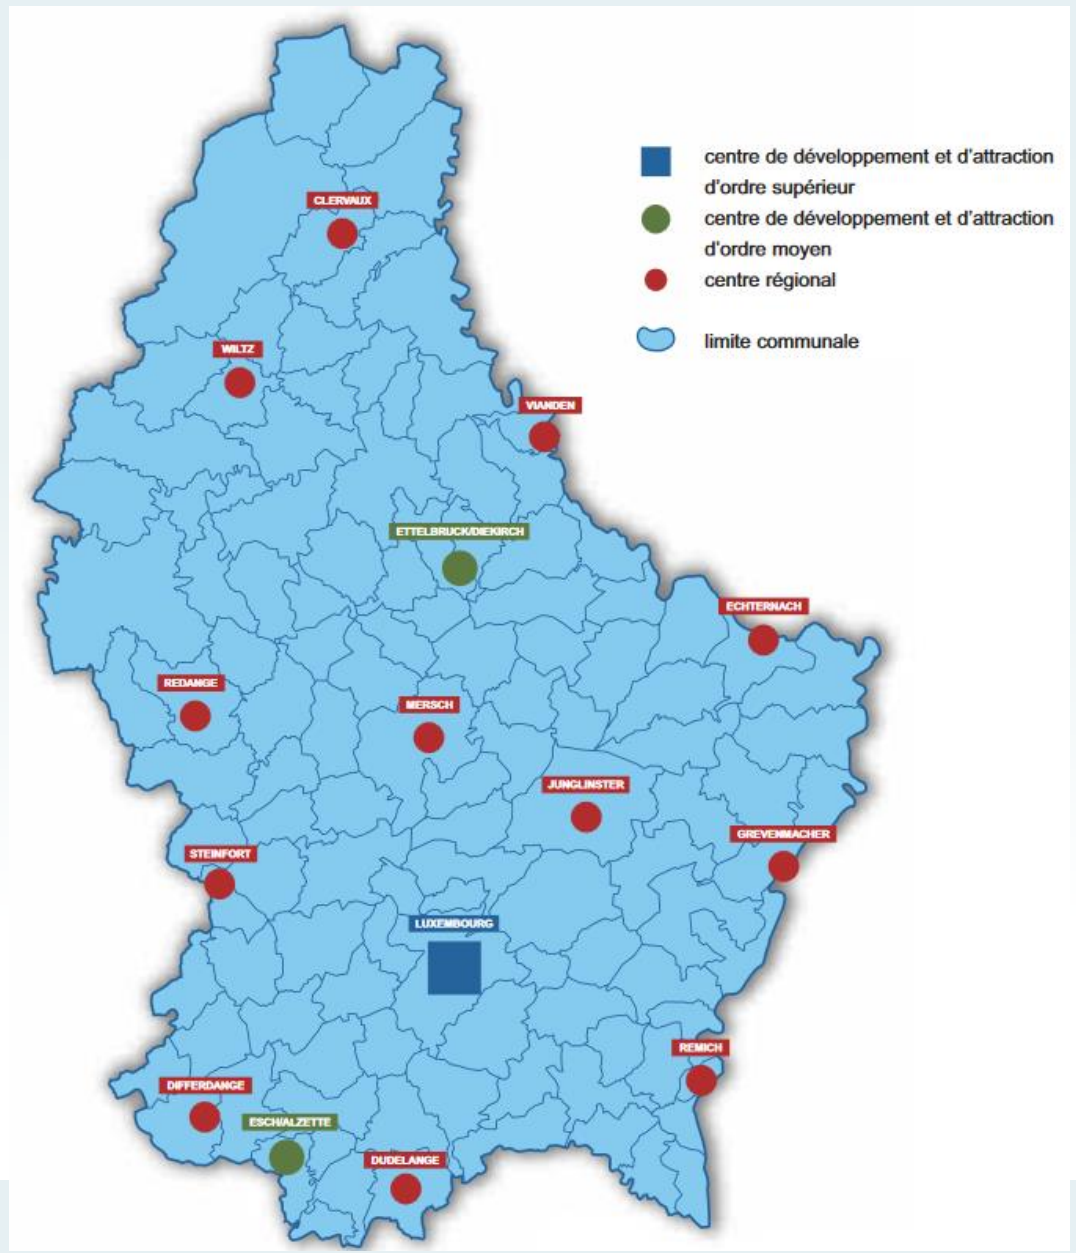 centre de développement et d'attraction
d'ordre supérieur
centre de développement et d'attraction
d'ordre moyen
centre régional
limite communale
CLERVAUX
WILTZ
VIANDEN
ETTELBRUCK/DIEKIRCH
ECHTERNACH
REDANGE
MERSCH
JUNGLINSTER
GREVENMACHER
STEINFORT
LUXEMBOURG
REMICH
DIFFERDANGE
ESCH/ALZETTE
DUDELANGE